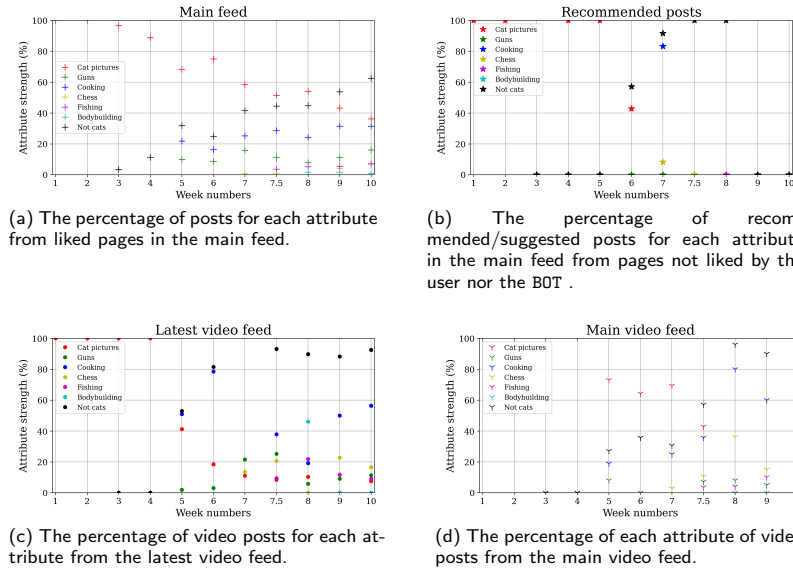 Main feed
Attribute strength (%)
100
80
60
40
20
0
Cat pictures
Guns
Cooking
Chess
Fishing
Bodybuilding
Not cats
1 2 3 4 5 6 7 7.5 8 9 10
Week numbers
(a) The percentage of posts for each attribute
from liked pages in the main feed.
Recommended posts
Attribute strength (%)
100
80
60
40
20
0
Cat pictures
Guns
Cooking
Chess
Fishing
Bodybuilding
Not cats
1 2 3 4 5 6 7 7.5 8 9 10
Week numbers
(b) The percentage of recom
mended/suggested posts for each attribut
in the main feed from pages not liked by th
user nor the BOT .
Latest video feed
Attribute strength (%)
100
80
60
40
20
0
Cat pictures
Guns
Cooking
Chess
Fishing
Bodybuilding
Not cats
1 2 3 4 5 6 7 7.5 8 9 10
Week numbers
(c) The percentage of video posts for each at-
tribute from the latest video feed.
Main video feed
Attribute strength (%)
100
80
60
40
20
0
Cat pictures
Guns
Cooking
Chess
Fishing
Bodybuilding
Not cats
1 2 3 4 5 6 7 7.5 8 9
Week numbers
(d) The percentage of each attribute of vide
posts from the main video feed.